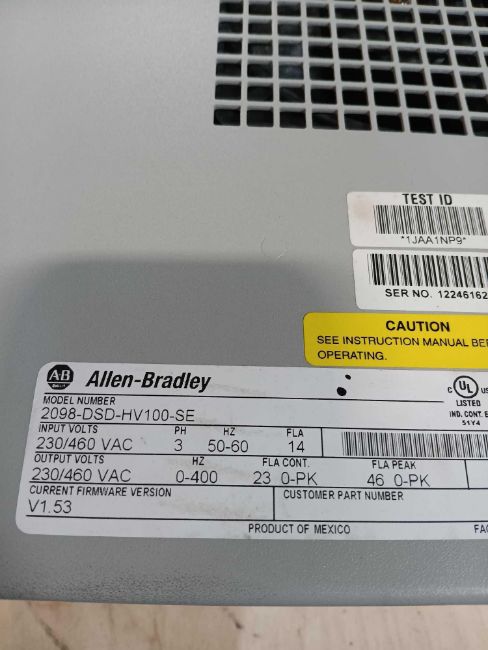 TEST ID
*1JAA1NP9*
SER NO. 12246162
CAUTION
SEE INSTRUCTION MANUAL BE
OPERATING.
AB Allen-Bradley
MODEL NUMBER
2098-DSD-HV100-SE
C UL US
LISTED
IND. CONT. E
51Y4
INPUT VOLTS PH HZ FLA
230/460 VAC 3 50-60 14
OUTPUT VOLTS HZ FLA CONT. FLA PEAK
230/460 VAC 0-400 23 0-PK 46 0-PK
CURRENT FIRMWARE VERSION CUSTOMER PART NUMBER
V1.53
PRODUCT OF MEXICO FAC